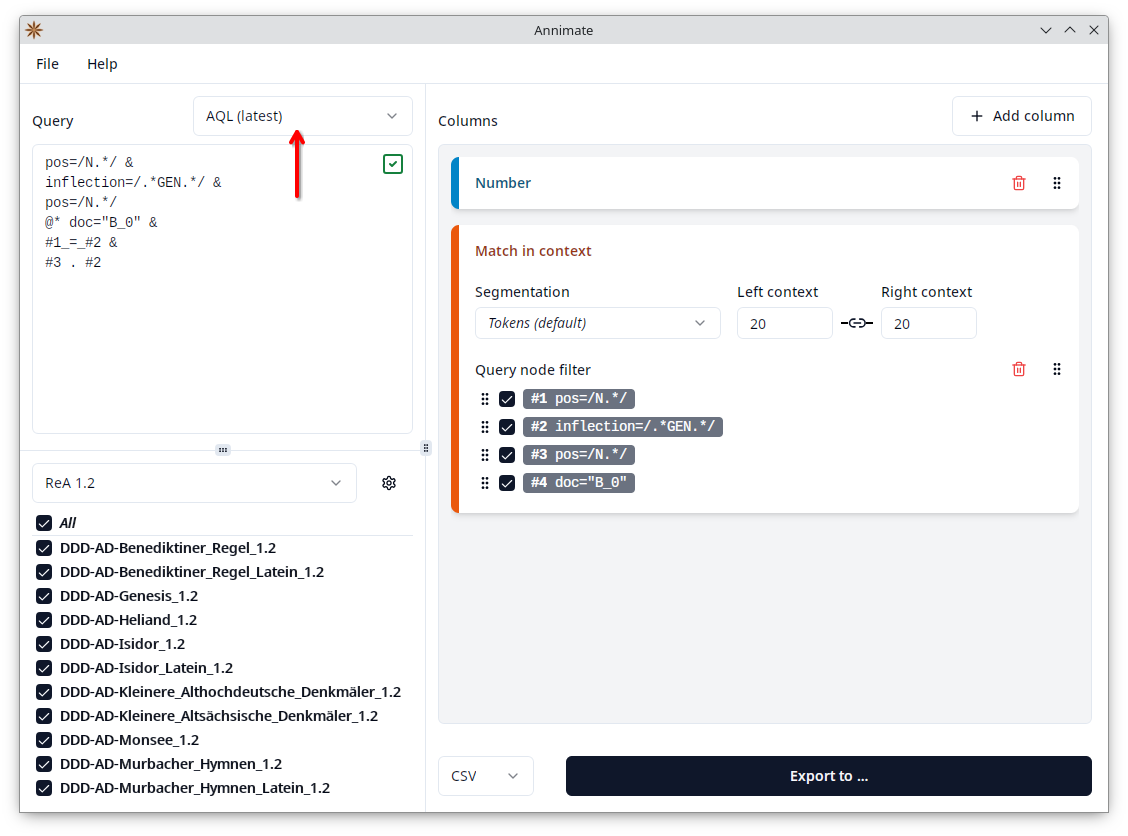 Annimate
File Help
Query
AQL (latest)
pos=/N.*/ &
inflection=/.*GEN.*/ &
pos=/N.*/
@* doc="B_0" &
#1_=_#2 &
#3 . #2
ReA 1.2
All
DDD-AD-Benediktiner_Regel_1.2
DDD-AD-Benediktiner_Regel_Latein_1.2
DDD-AD-Genesis_1.2
DDD-AD-Heliand_1.2
DDD-AD-Isidor_1.2
DDD-AD-Isidor_Latein_1.2
DDD-AD-Kleinere_Althochdeutsche_Denkmäler_1.2
DDD-AD-Kleinere_Altsächsische_Denkmäler_1.2
DDD-AD-Monsee_1.2
DDD-AD-Murbacher_Hymnen_1.2
DDD-AD-Murbacher_Hymnen_Latein_1.2
Columns
Add column
Number
Match in context
Segmentation
Tokens (default)
Left context
20
Right context
20
Query node filter
#1 pos=/N.*/
#2 inflection=/.*GEN.*/
#3 pos=/N.*/
#4 doc="B_0"
CSV
Export to ...